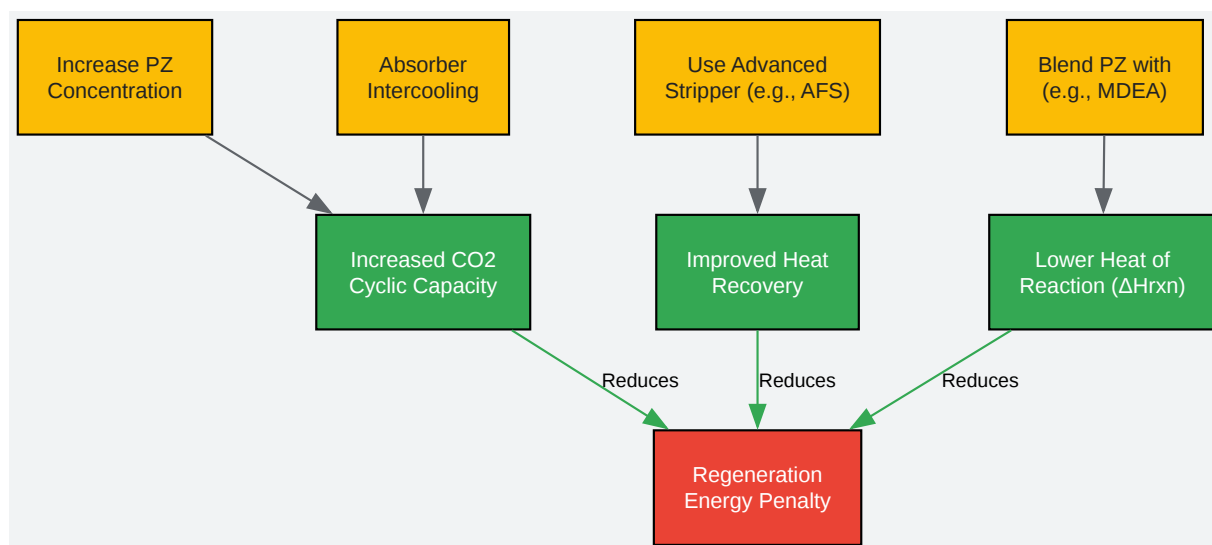 Increase PZ
Concentration
Absorber
Intercooling
Use Advanced
Stripper (e.g., AFS)
Blend PZ with
(e.g., MDEA)
Increased CO2
Cyclic Capacity
Improved Heat
Recovery
Lower Heat of
Reaction (ΔHrxn)
Reduces
Reduces
Reduces
Regeneration
Energy Penalty